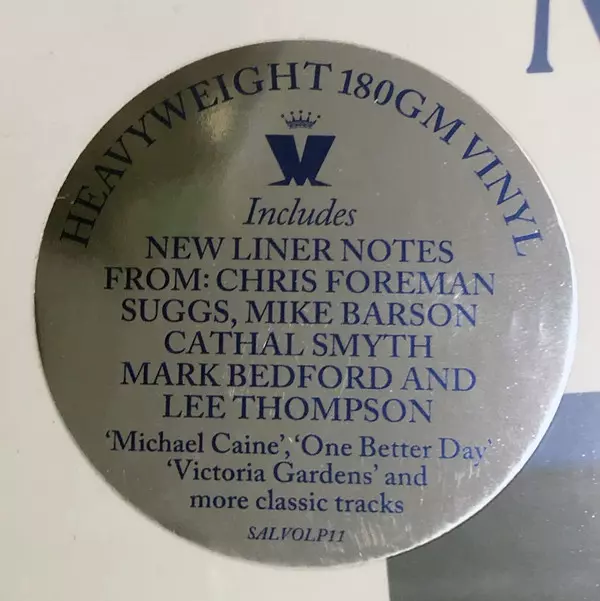 HEAVYWEIGHT 180GM VINYL
Includes
NEW LINER NOTES
FROM: CHRIS FOREMAN
SUGGS, MIKE BARSON
CATHAL SMYTH
MARK BEDFORD AND
LEE THOMPSON
'Michael Caine', 'One Better Day'
'Victoria Gardens' and
more classic tracks
SALVOLP11